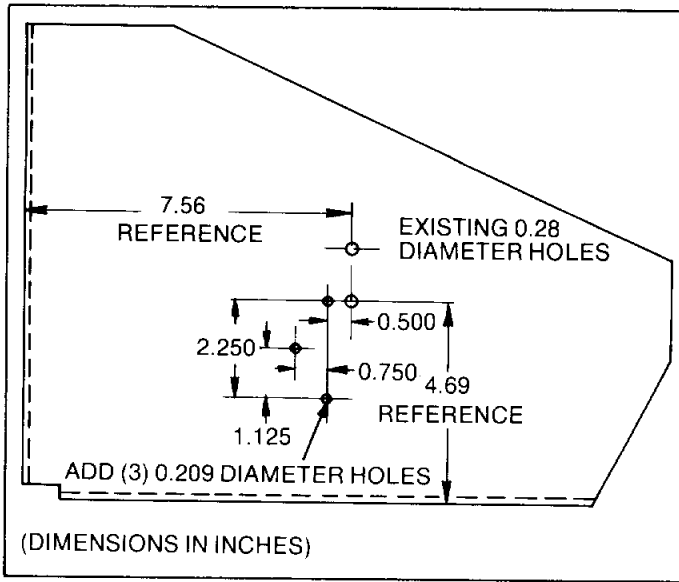 7.56
REFERENCE
EXISTING 0.28
DIAMETER HOLES
0.500
2.250
0.750
4.69
REFERENCE
1.125
ADD (3) 0.209 DIAMETER HOLES
(DIMENSIONS IN INCHES)